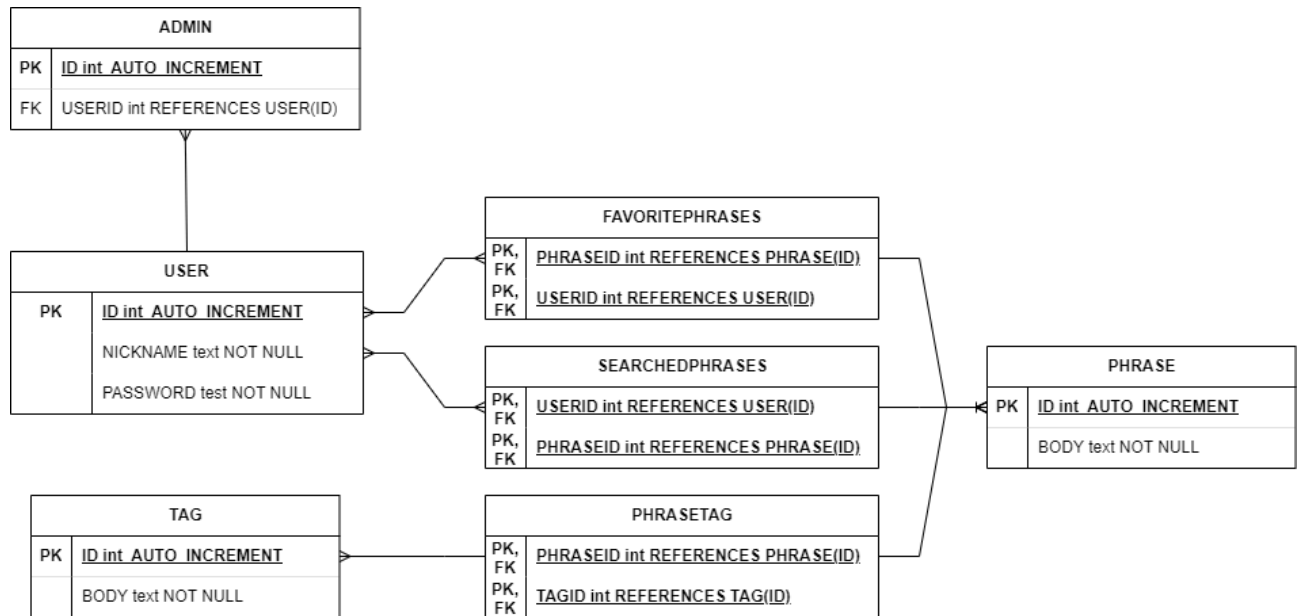 ADMIN
PK ID int AUTO_INCREMENT
FK USERID int REFERENCES USER(ID)
USER
PK ID int AUTO_INCREMENT
NICKNAME text NOT NULL
PASSWORD test NOT NULL
FAVORITEPHRASES
PK, FK PHRASEID int REFERENCES PHRASE(ID)
PK, FK USERID int REFERENCES USER(ID)
SEARCHEDPHRASES
PK, FK USERID int REFERENCES USER(ID)
PK, FK PHRASEID int REFERENCES PHRASE(ID)
PHRASE
PK ID int AUTO_INCREMENT
BODY text NOT NULL
TAG
PK ID int AUTO_INCREMENT
BODY text NOT NULL
PHRASETAG
PK, FK PHRASEID int REFERENCES PHRASE(ID)
PK, FK TAGID int REFERENCES TAG(ID)